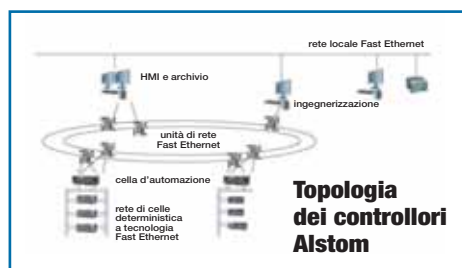 rete locale Fast Ethernet
HMI e archivio
ingegnerizzazione
unità di rete
Fast Ethernet
cella d'automazione
rete di celle
deterministica
a tecnologia
Fast Ethernet
Topologia
dei controllori
Alstom